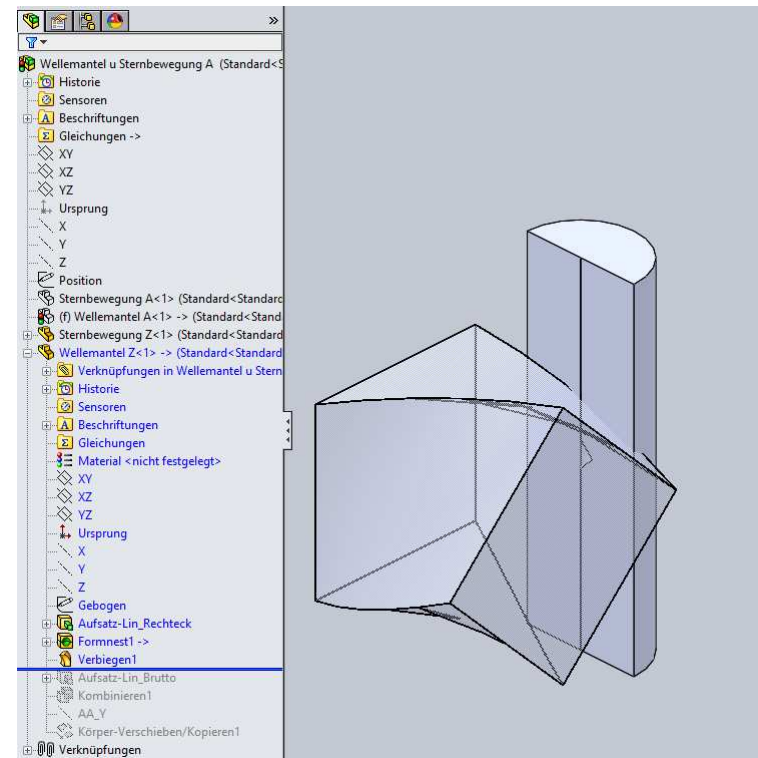 »
Wellemantel u Sternbewegung A (Standard<S
Historie
Sensoren
A Beschriftungen
Σ Gleichungen ->
XY
XZ
YZ
Ursprung
X
Y
Z
Position
Sternbewegung A<1> (Standard<Standard
(f) Wellemantel A<1> -> (Standard<Stand
Sternbewegung Z<1> (Standard<Standard
Wellemantel Z<1> -> (Standard<Standard
Verknüpfungen in Wellemantel u Stern
Historie
Sensoren
A Beschriftungen
Σ Gleichungen
Material <nicht festgelegt>
XY
XZ
YZ
Ursprung
X
Y
Z
Gebogen
Aufsatz-Lin_Rechteck
Formnest1 ->
Verbiegen1
Aufsatz-Lin_Brutto
Kombinieren1
AA_Y
Körper-Verschieben/Kopieren1
Verknüpfungen